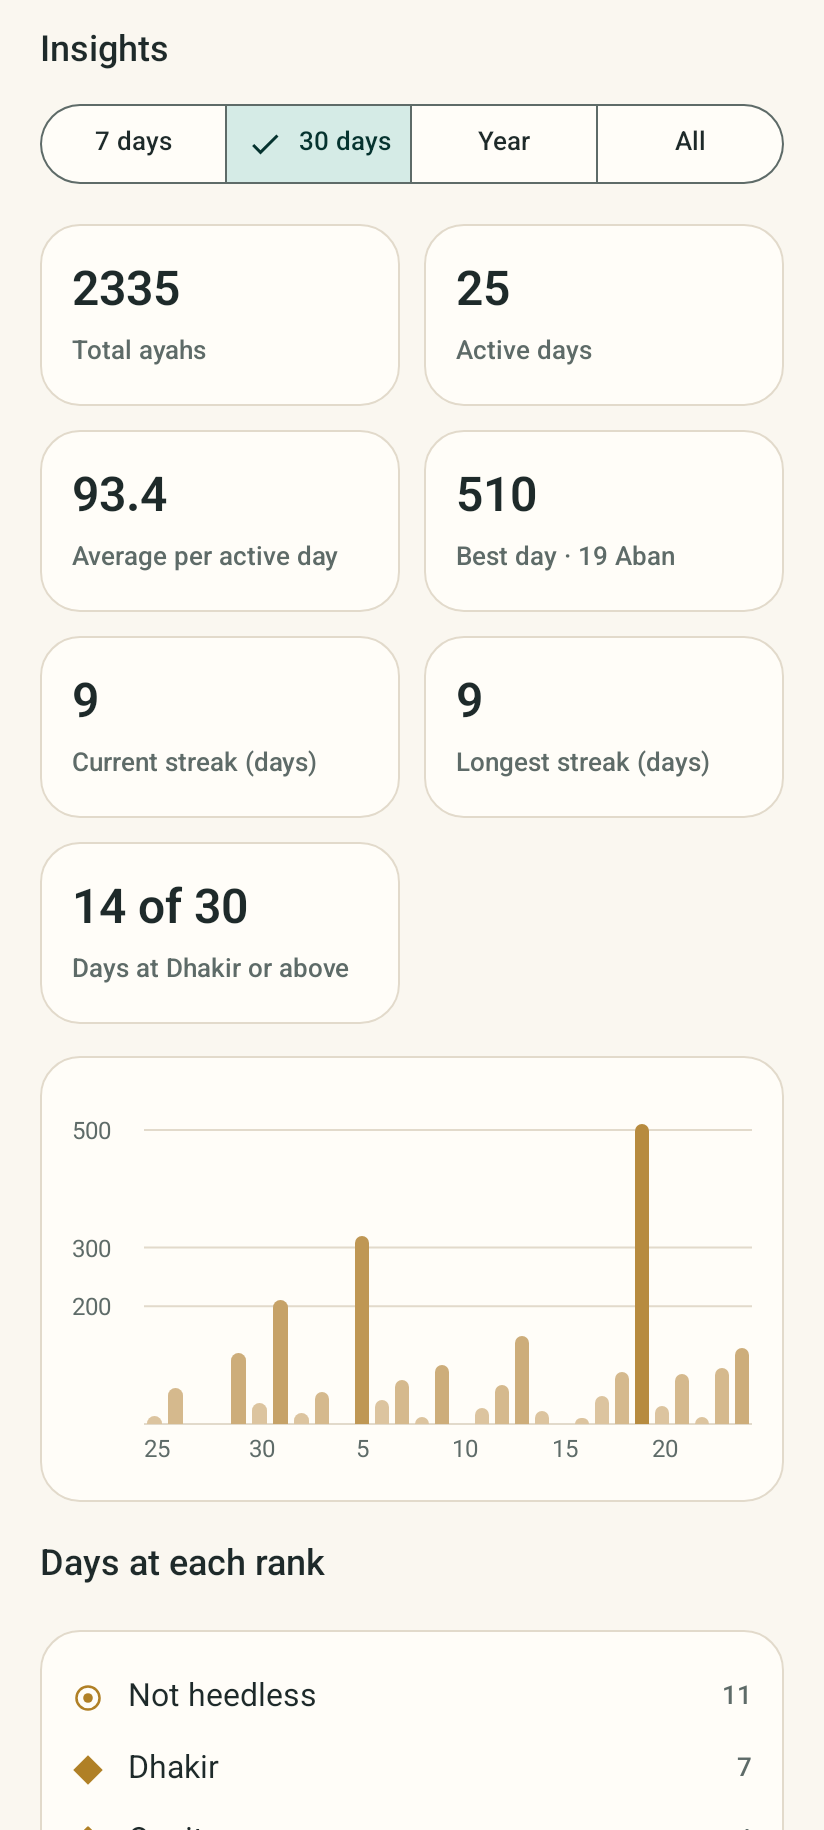 Insights
7 days
30 days
Year
All
2335
Total ayahs
25
Active days
93.4
Average per active day
510
Best day · 19 Aban
9
Current streak (days)
9
Longest streak (days)
14 of 30
Days at Dhakir or above
500
300
200
25 30 5 10 15 20
Days at each rank
Not heedless 11
Dhakir 7